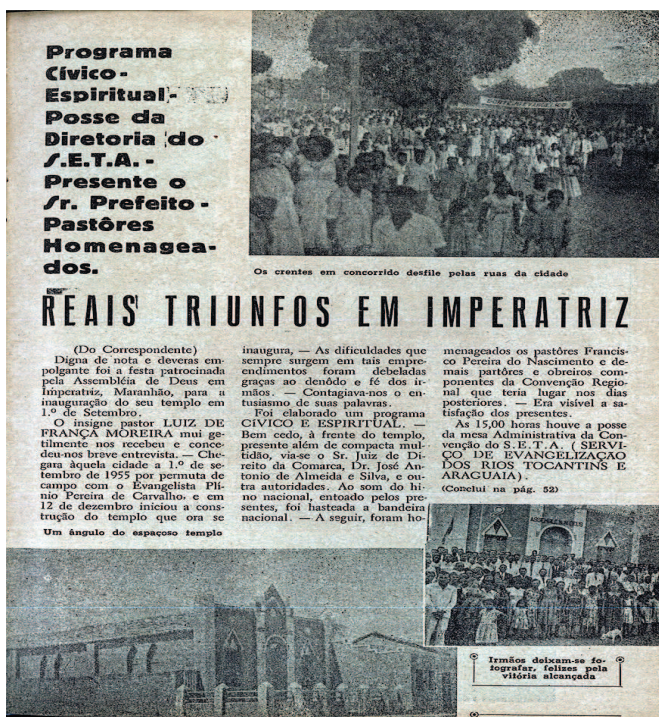 Programa
Cívico-
Espiritual-
Posse da
Diretoria do
S.E.T.A. -
Presente o
Sr. Prefeito -
Pastôres
Homenagea-
dos.
Os crentes em concorrido desfile pelas ruas da cidade
REAIS TRIUNFOS EM IMPERATRIZ
(Do Correspondente)
Digna de nota e deveras em-
polgante foi a festa patrocinada
pela Assembléia de Deus em
Imperatriz, Maranhão, para a
inauguração do seu templo em
1.º de Setembro.
O insigne pastor LUIZ DE
FRANÇA MOREIRA mui gen-
tilmente nos recebeu e conce-
deu-nos breve entrevista. — Che-
gara àquela cidade a 1.º de se-
tembro de 1955 por permuta de
campo com o Evangelista Plí-
nio Pereira de Carvalho, e em
12 de dezembro iniciou a cons-
trução do templo que ora se
inaugura, — As dificuldades que
sempre surgem em tais empre-
endimentos foram debeladas
graças ao denôdo e fé dos ir-
mãos. — Contagiava-nos o en-
tusiasmo de suas palavras.
Foi elaborado um programa
CÍVICO E ESPIRITUAL. —
Bem cedo, à frente do templo,
presente além de compacta mul-
tidão, via-se o Sr. Juiz de Di-
reito da Comarca, Dr. José An-
tonio de Almeida e Silva, e ou-
tra autoridades. Ao som do hi-
no nacional, entoado pelos pre-
sentes, foi hasteada a bandeira
nacional. — A seguir, foram ho-
menageados os pastôres Francis-
co Pereira do Nascimento e de-
mais partôres e obreiros com-
ponentes da Convenção Regio-
nal que teria lugar nos dias
posteriores. — Era visível a sa-
tisfação dos presentes.
As 15,00 horas houve a posse
da mesa Administrativa da Con-
venção do S.E.T.A. (SERVI-
ÇO DE EVANGELIZAÇÃO
DOS RIOS TOCANTINS E
ARAGUAIA).
(Conclui na pág. 52)
Um ângulo do espaçoso templo
Irmãos deixam-se fo-
tografar, felizes pela
vitória alcançada